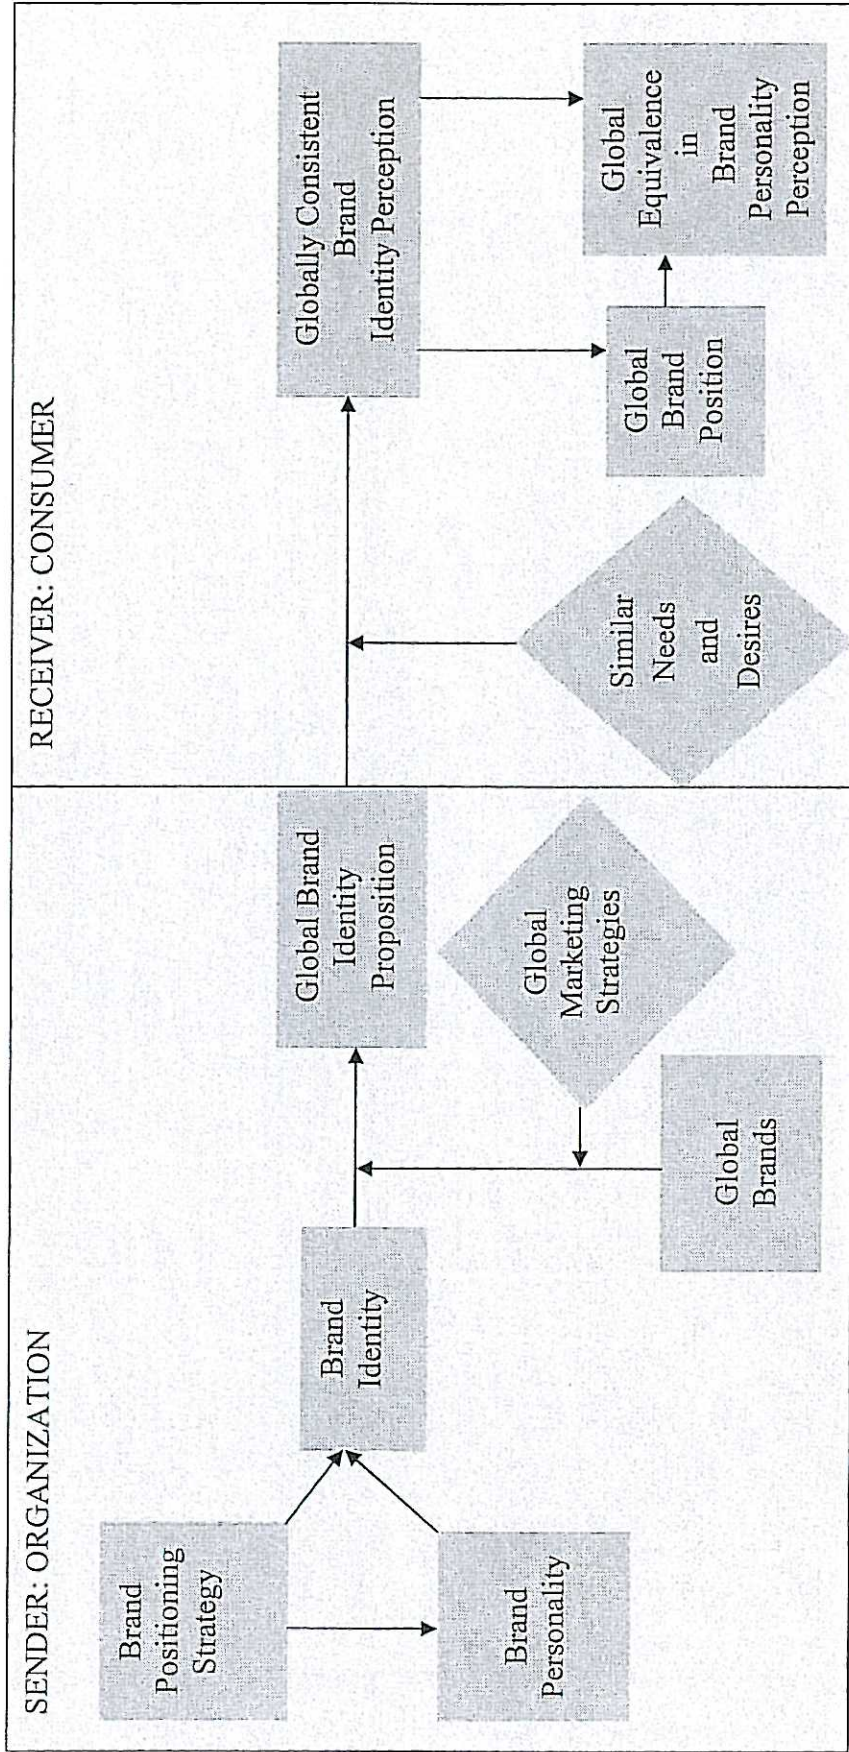 SENDER: ORGANIZATION
Brand
Positioning
Strategy
Brand
Personality
Brand
Identity
Global Brand
Identity
Proposition
Global
Marketing
Strategies
Global
Brands
RECEIVER: CONSUMER
Globally Consistent
Brand
Identity Perception
Similar
Needs
and
Desires
Global
Brand
Position
Global
Equivalence
in
Brand
Personality
Perception